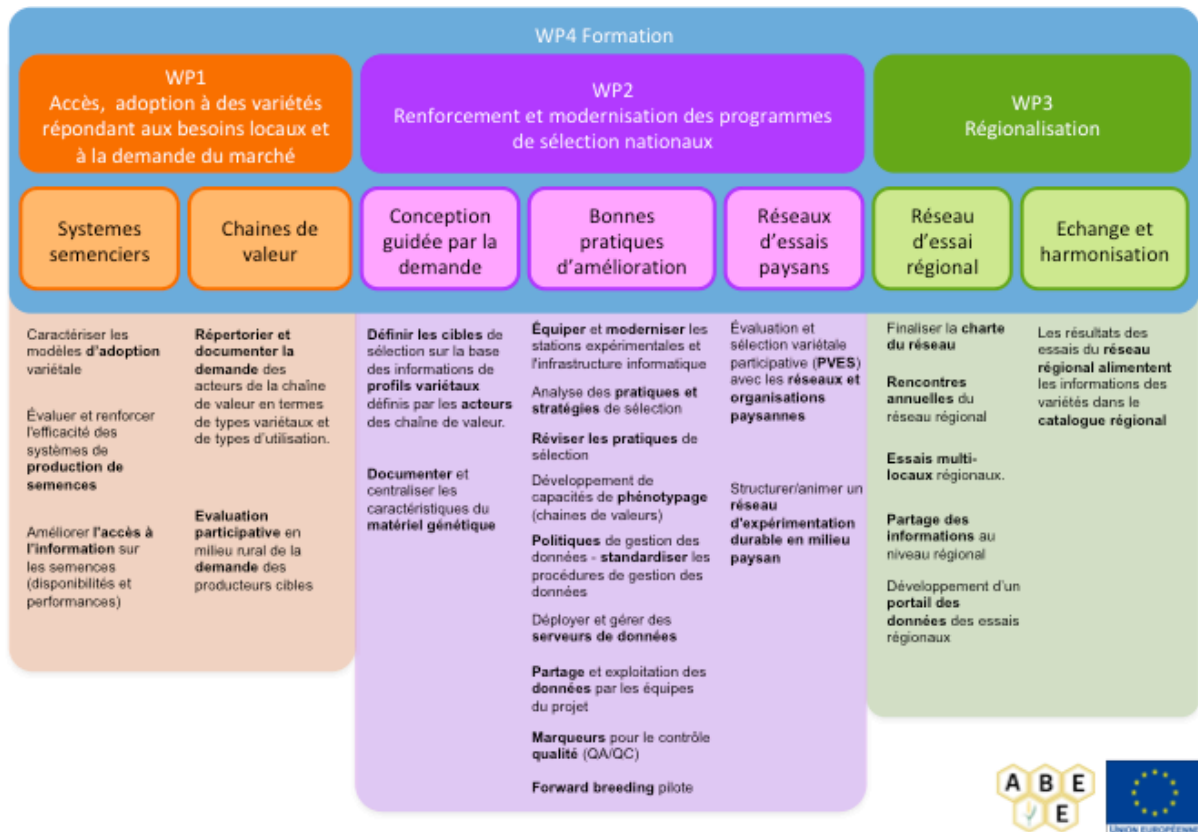 WP4 Formation
WP1
Accès, adoption à des variétés
répondant aux besoins locaux et
à la demande du marché
WP2
Renforcement et modernisation des programmes
de sélection nationaux
WP3
Régionalisation
Systemes
semenciers
Chaines de
valeur
Conception
guidée par la
demande
Bonnes
pratiques
d'amélioration
Réseaux
d'essais
paysans
Réseau
d'essai
régional
Echange et
harmonisation
Caractériser les
modèles d'adoption
variétale
Évaluer et renforcer
l'efficacité des
systèmes de
production de
semences
Améliorer l'accès à
l'information sur
les semences
(disponibilités et
performances)
Répertorier et
documenter la
demande des
acteurs de la chaîne
de valeur en termes
de types variétaux et
de types d'utilisation.
Evaluation
participative en
milieu rural de la
demande des
producteurs cibles
Définir les cibles de
sélection sur la base
des informations de
profils variétaux
définis par les acteurs
des chaîne de valeur.
Documenter et
centraliser les
caractéristiques du
matériel génétique
Équiper et moderniser les
stations expérimentales et
l'infrastructure informatique
Analyse des pratiques et
stratégies de sélection
Réviser les pratiques de
sélection
Développement de
capacités de phénotypage
(chaines de valeurs)
Politiques de gestion des
données - standardiser les
procédures de gestion des
données
Déployer et gérer des
serveurs de données
Partage et exploitation des
données par les équipes
du projet
Marqueurs pour le contrôle
qualité (QA/QC)
Forward breeding pilote
Évaluation et
sélection variétale
participative (PVES)
avec les réseaux et
organisations
paysannes
Structurer/animer un
réseau
d'expérimentation
durable en milieu
paysan
Finaliser la charte
du réseau
Rencontres
annuelles du
réseau régional
Essais multi-
locaux régionaux.
Partage des
informations au
niveau régional
Développement d'un
portail des
données des essais
régionaux
Les résultats des
essais du réseau
régional alimentent
les informations des
variétés dans le
catalogue régional
A B E
E
UNION EUROPÉENNE